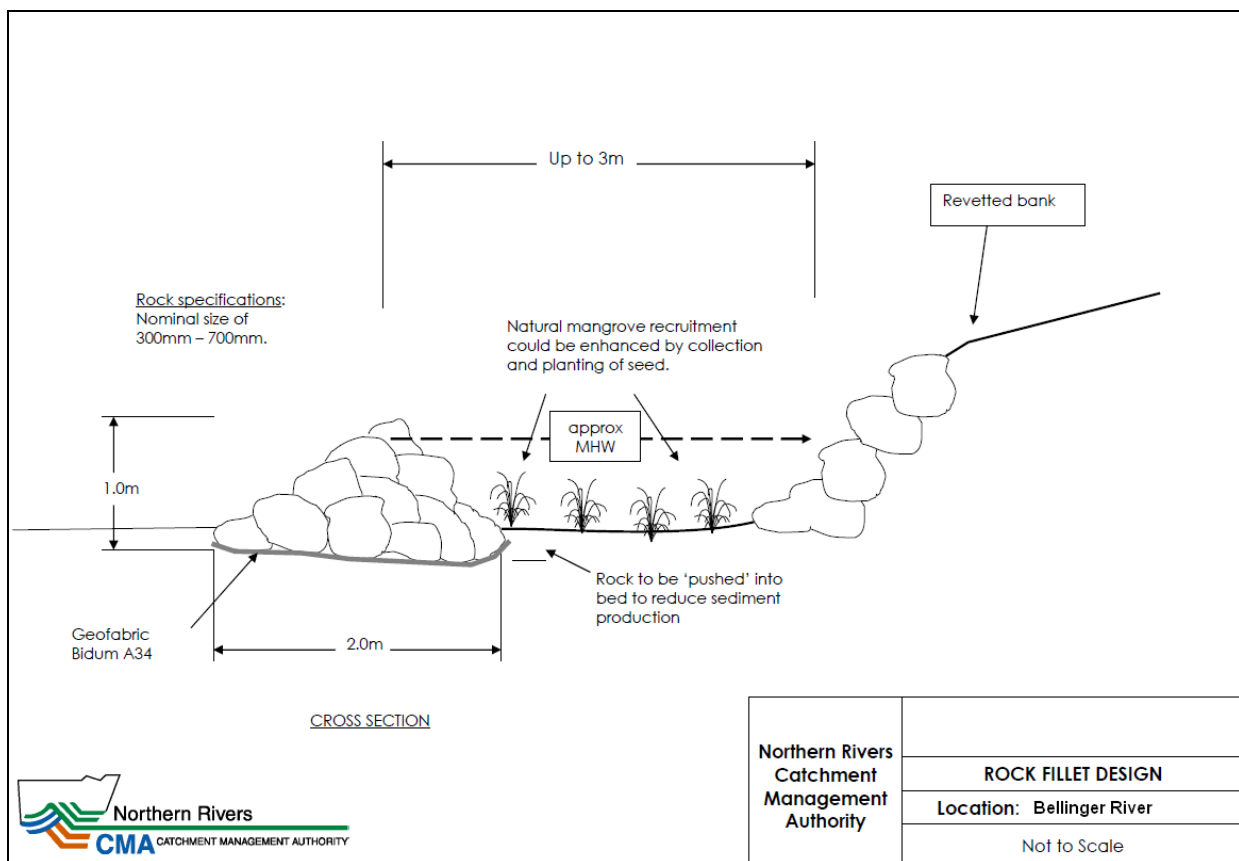 Up to 3m
Revetted bank
Rock specifications:
Nominal size of
300mm – 700mm.
Natural mangrove recruitment
could be enhanced by collection
and planting of seed.
approx
MHW
1.0m
Rock to be ‘pushed’ into
bed to reduce sediment
production
Geofabric
Bidum A34
2.0m
CROSS SECTION
Northern Rivers
Catchment
Management
Authority
ROCK FILLET DESIGN
Location: Bellinger River
Not to Scale
Northern Rivers
CMA CATCHMENT MANAGEMENT AUTHORITY